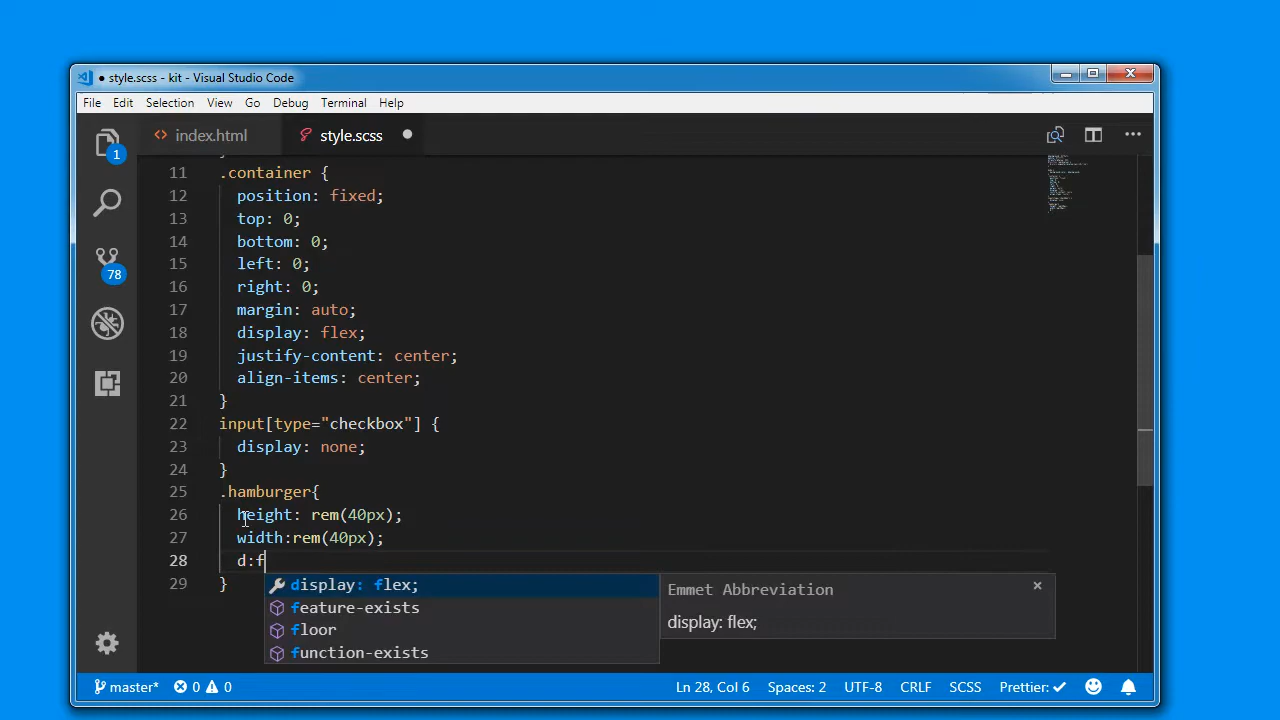 ● style.scss - kit - Visual Studio Code
File Edit Selection View Go Debug Terminal Help
1 index.html style.scss
11 .container {
12 position: fixed;
13 top: 0;
14 bottom: 0;
15 left: 0;
78
16 right: 0;
17 margin: auto;
18 display: flex;
19 justify-content: center;
20 align-items: center;
21 }
22 input[type="checkbox"] {
23 display: none;
24 }
25 .hamburger{
26 height: rem(40px);
27 width:rem(40px);
28 d:f
29 }
display: flex;
feature-exists
floor
function-exists
Emmet Abbreviation
display: flex;
master* 0 0 Ln 28, Col 6 Spaces: 2 UTF-8 CRLF SCSS Prettier: ✓